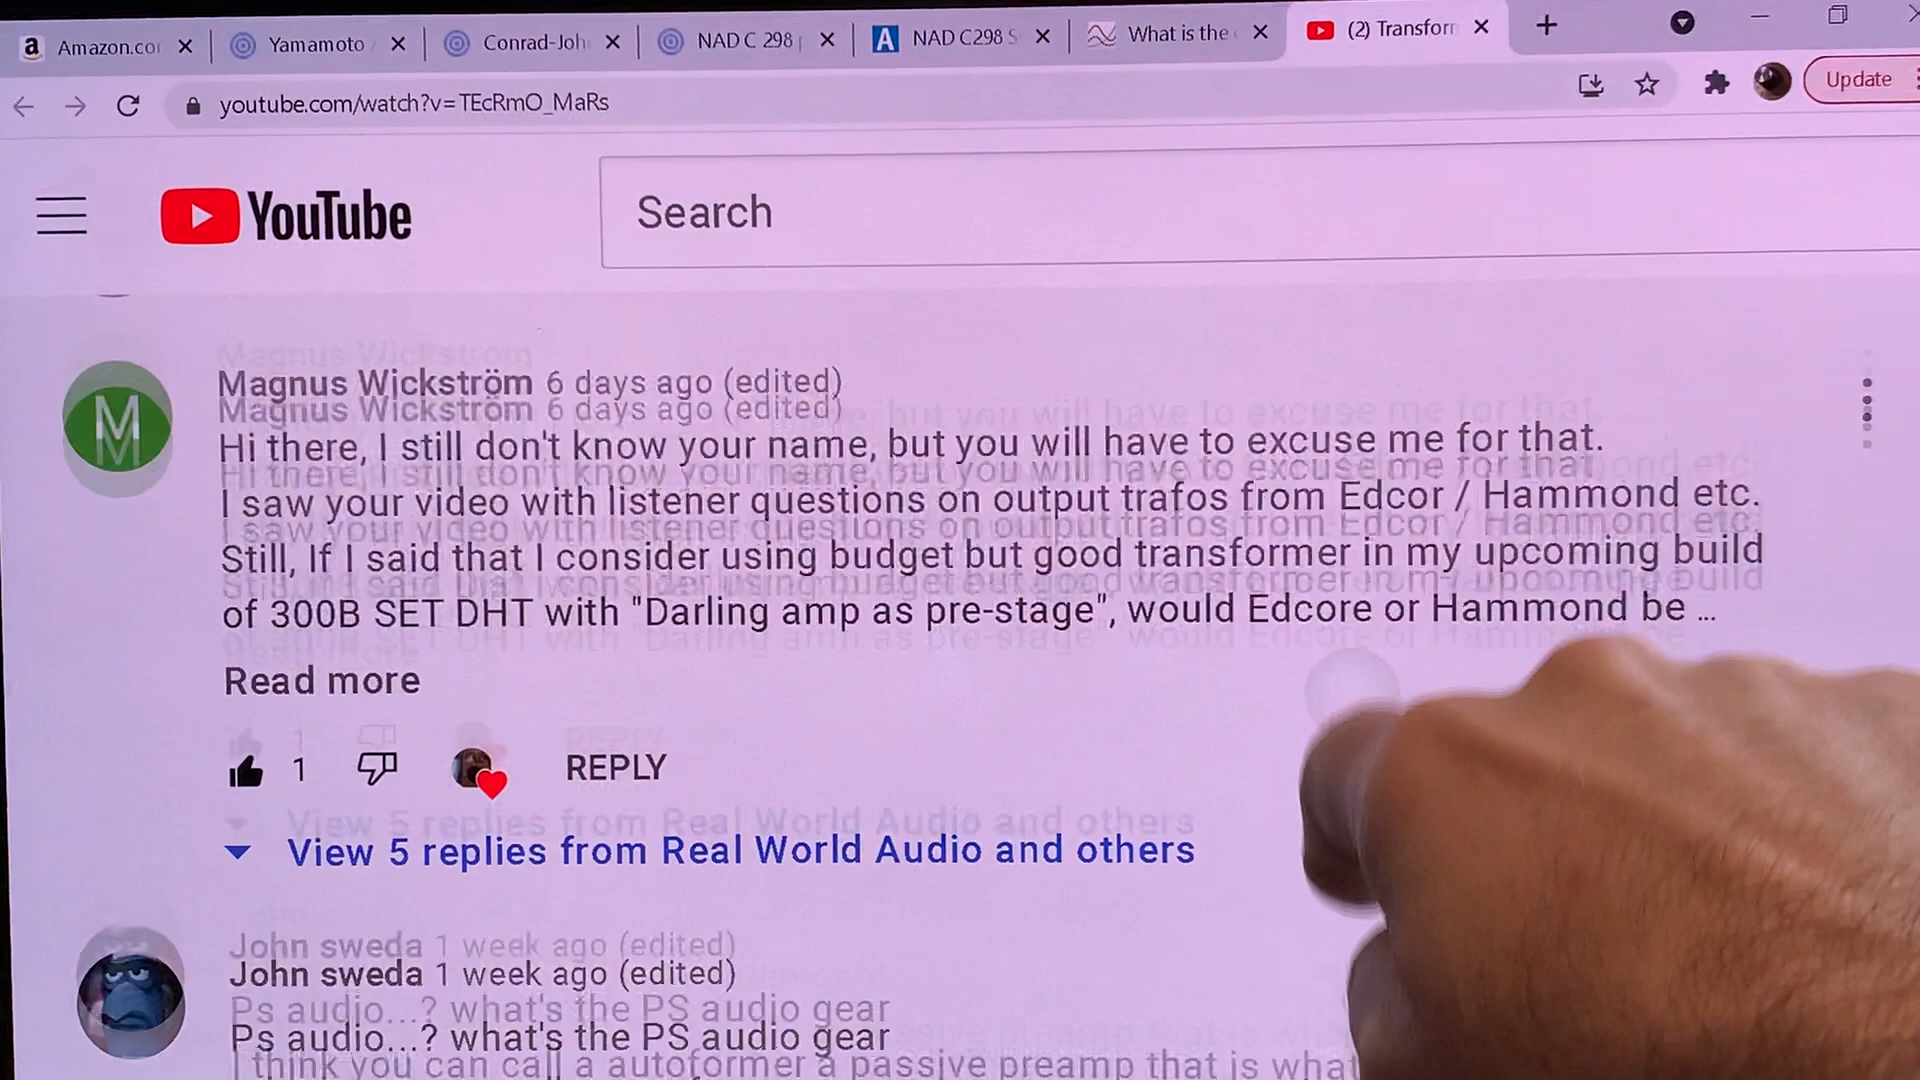 Amazon.co
Yamamoto
Conrad-Joh
NAD C 298
NAD C298 S
What is the
(2) Transforn
youtube.com/watch?v=TEcRmO_MaRs
Update
YouTube
Search
Magnus Wickström 6 days ago (edited)
Hi there, I still don't know your name, but you will have to excuse me for that.
I saw your video with listener questions on output trafos from Edcor / Hammond etc.
Still, If I said that I consider using budget but good transformer in my upcoming build
of 300B SET DHT with "Darling amp as pre-stage", would Edcore or Hammond be ...
Read more
1
REPLY
View 5 replies from Real World Audio and others
John sweda 1 week ago (edited)
Ps audio...? what's the PS audio gear
I think you can call a autoformer a passive preamp that is what